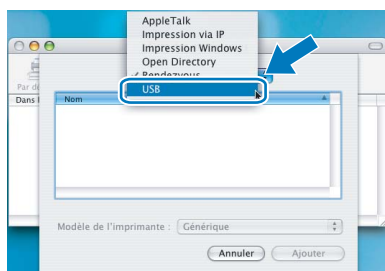 AppleTalk
Impression via IP
Impression Windows
Open Directory
Rendezvous
USB
Par dé
Dans l
Nom
Modèle de l'imprimante : Générique
Annuler
Ajouter